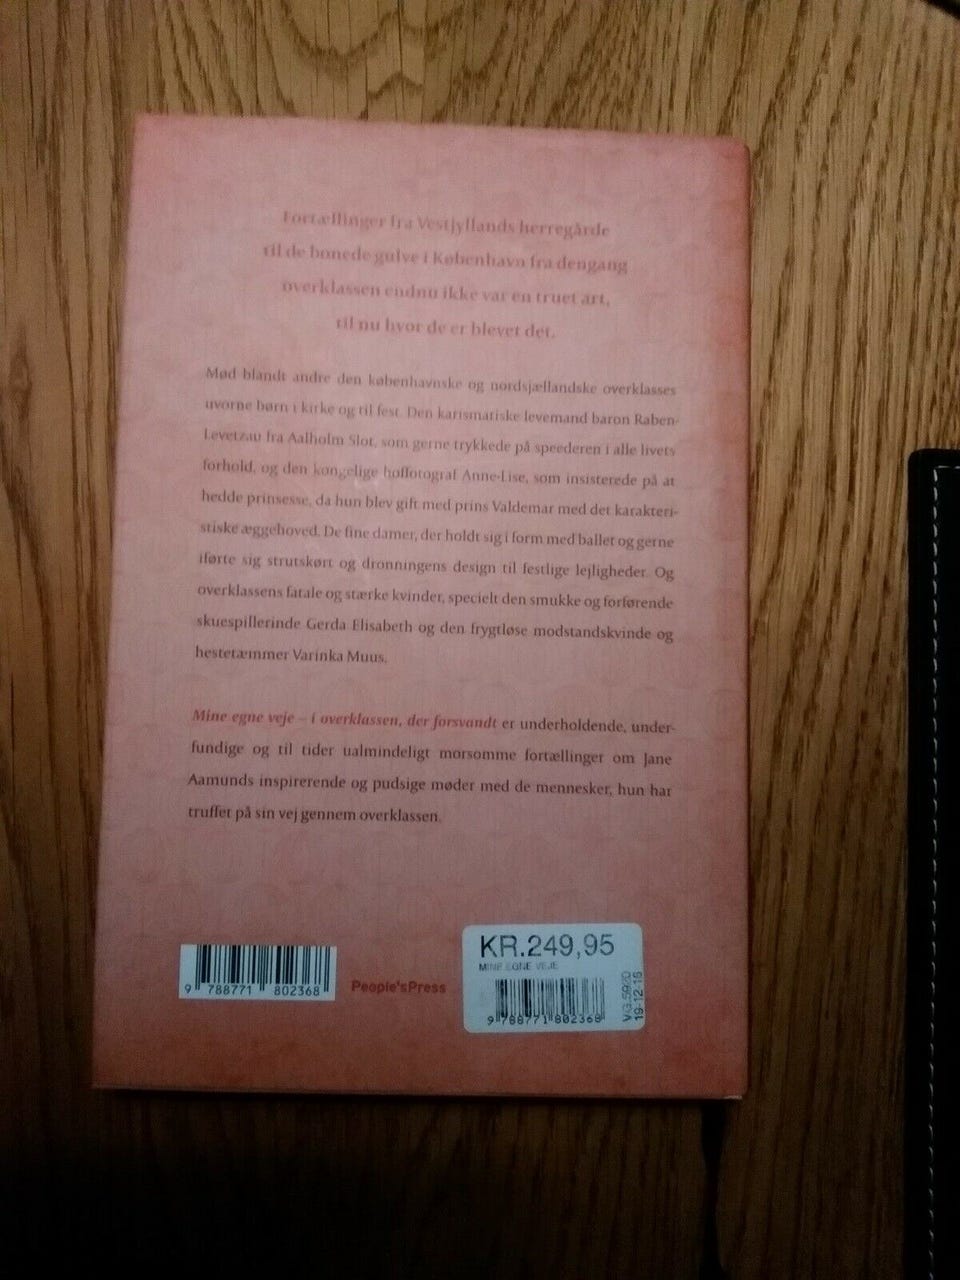 Fortællinger fra Vestjyllands herregårde
til de bonede gulve i København fra dengang
overklassen endnu ikke var en truet art,
til nu hvor de er blevet det.
Mød blandt andre den københavnske og nordsjællandske overklasses
uvorne børn i kirke og til fest. Den karismatiske levemand baron Raben-
Levetzau fra Aalholm Slot, som gerne trykkede på speederen i alle livets
forhold, og den kongelige hoffotograf Anne-Lise, som insisterede på at
hedde prinsesse, da hun blev gift med prins Valdemar med det karakteri-
stiske æggehoved. De fine damer, der holdt sig i form med ballet og gerne
iførte sig strutskørt og dronningens design til festlige lejligheder. Og
overklassens fatale og stærke kvinder, specielt den smukke og forførende
skuespillerinde Gerda Elisabeth og den frygtløse modstandskvinde og
hestetæmmer Varinka Muus.
Mine egne veje – i overklassen, der forsvandt er underholdende, under-
fundige og til tider ualmindeligt morsomme fortællinger om Jane
Aamunds inspirerende og pudsige møder med de mennesker, hun har
truffet på sin vej gennem overklassen.
KR.249,95
MINE EGNE VEJE
9 788771 802368
People'sPress
9 788771 802368
19-12-16